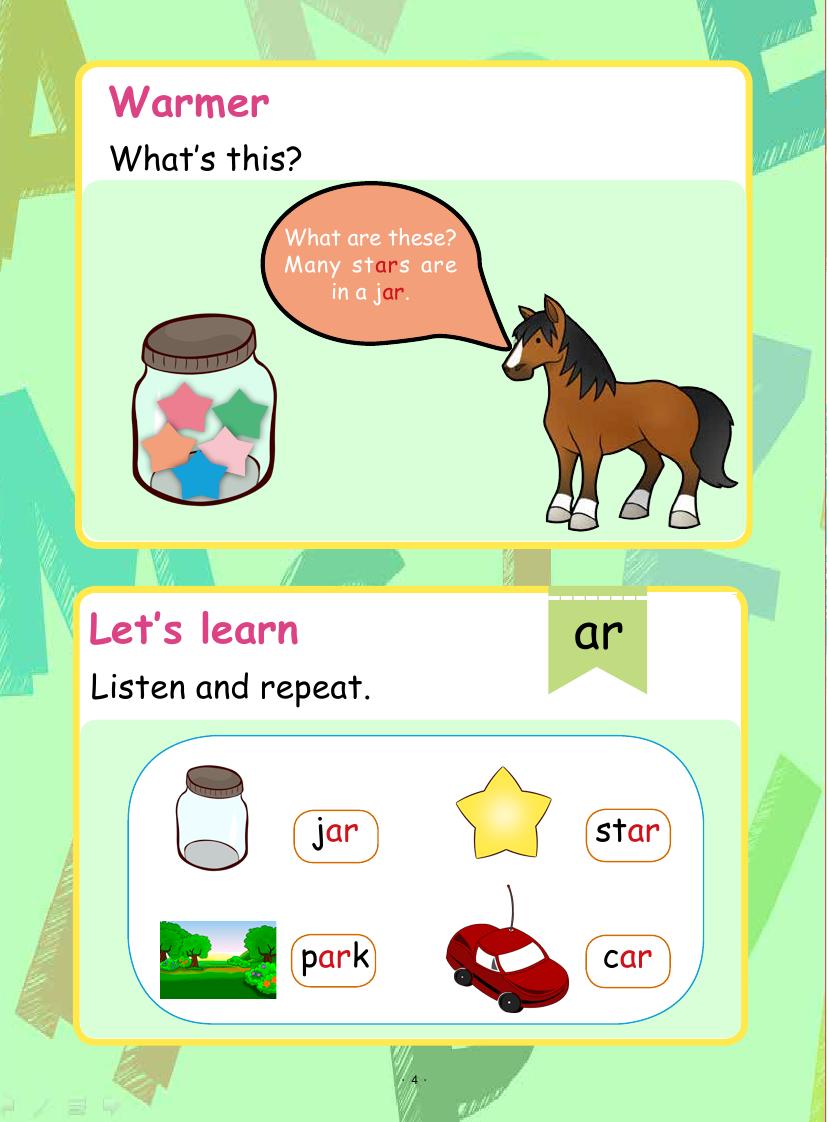 Warmer
What's this?
What are these?
Many stars are
in a jar.
Let's learn
ar
Listen and repeat.
jar
star
park
car
· 4 ·